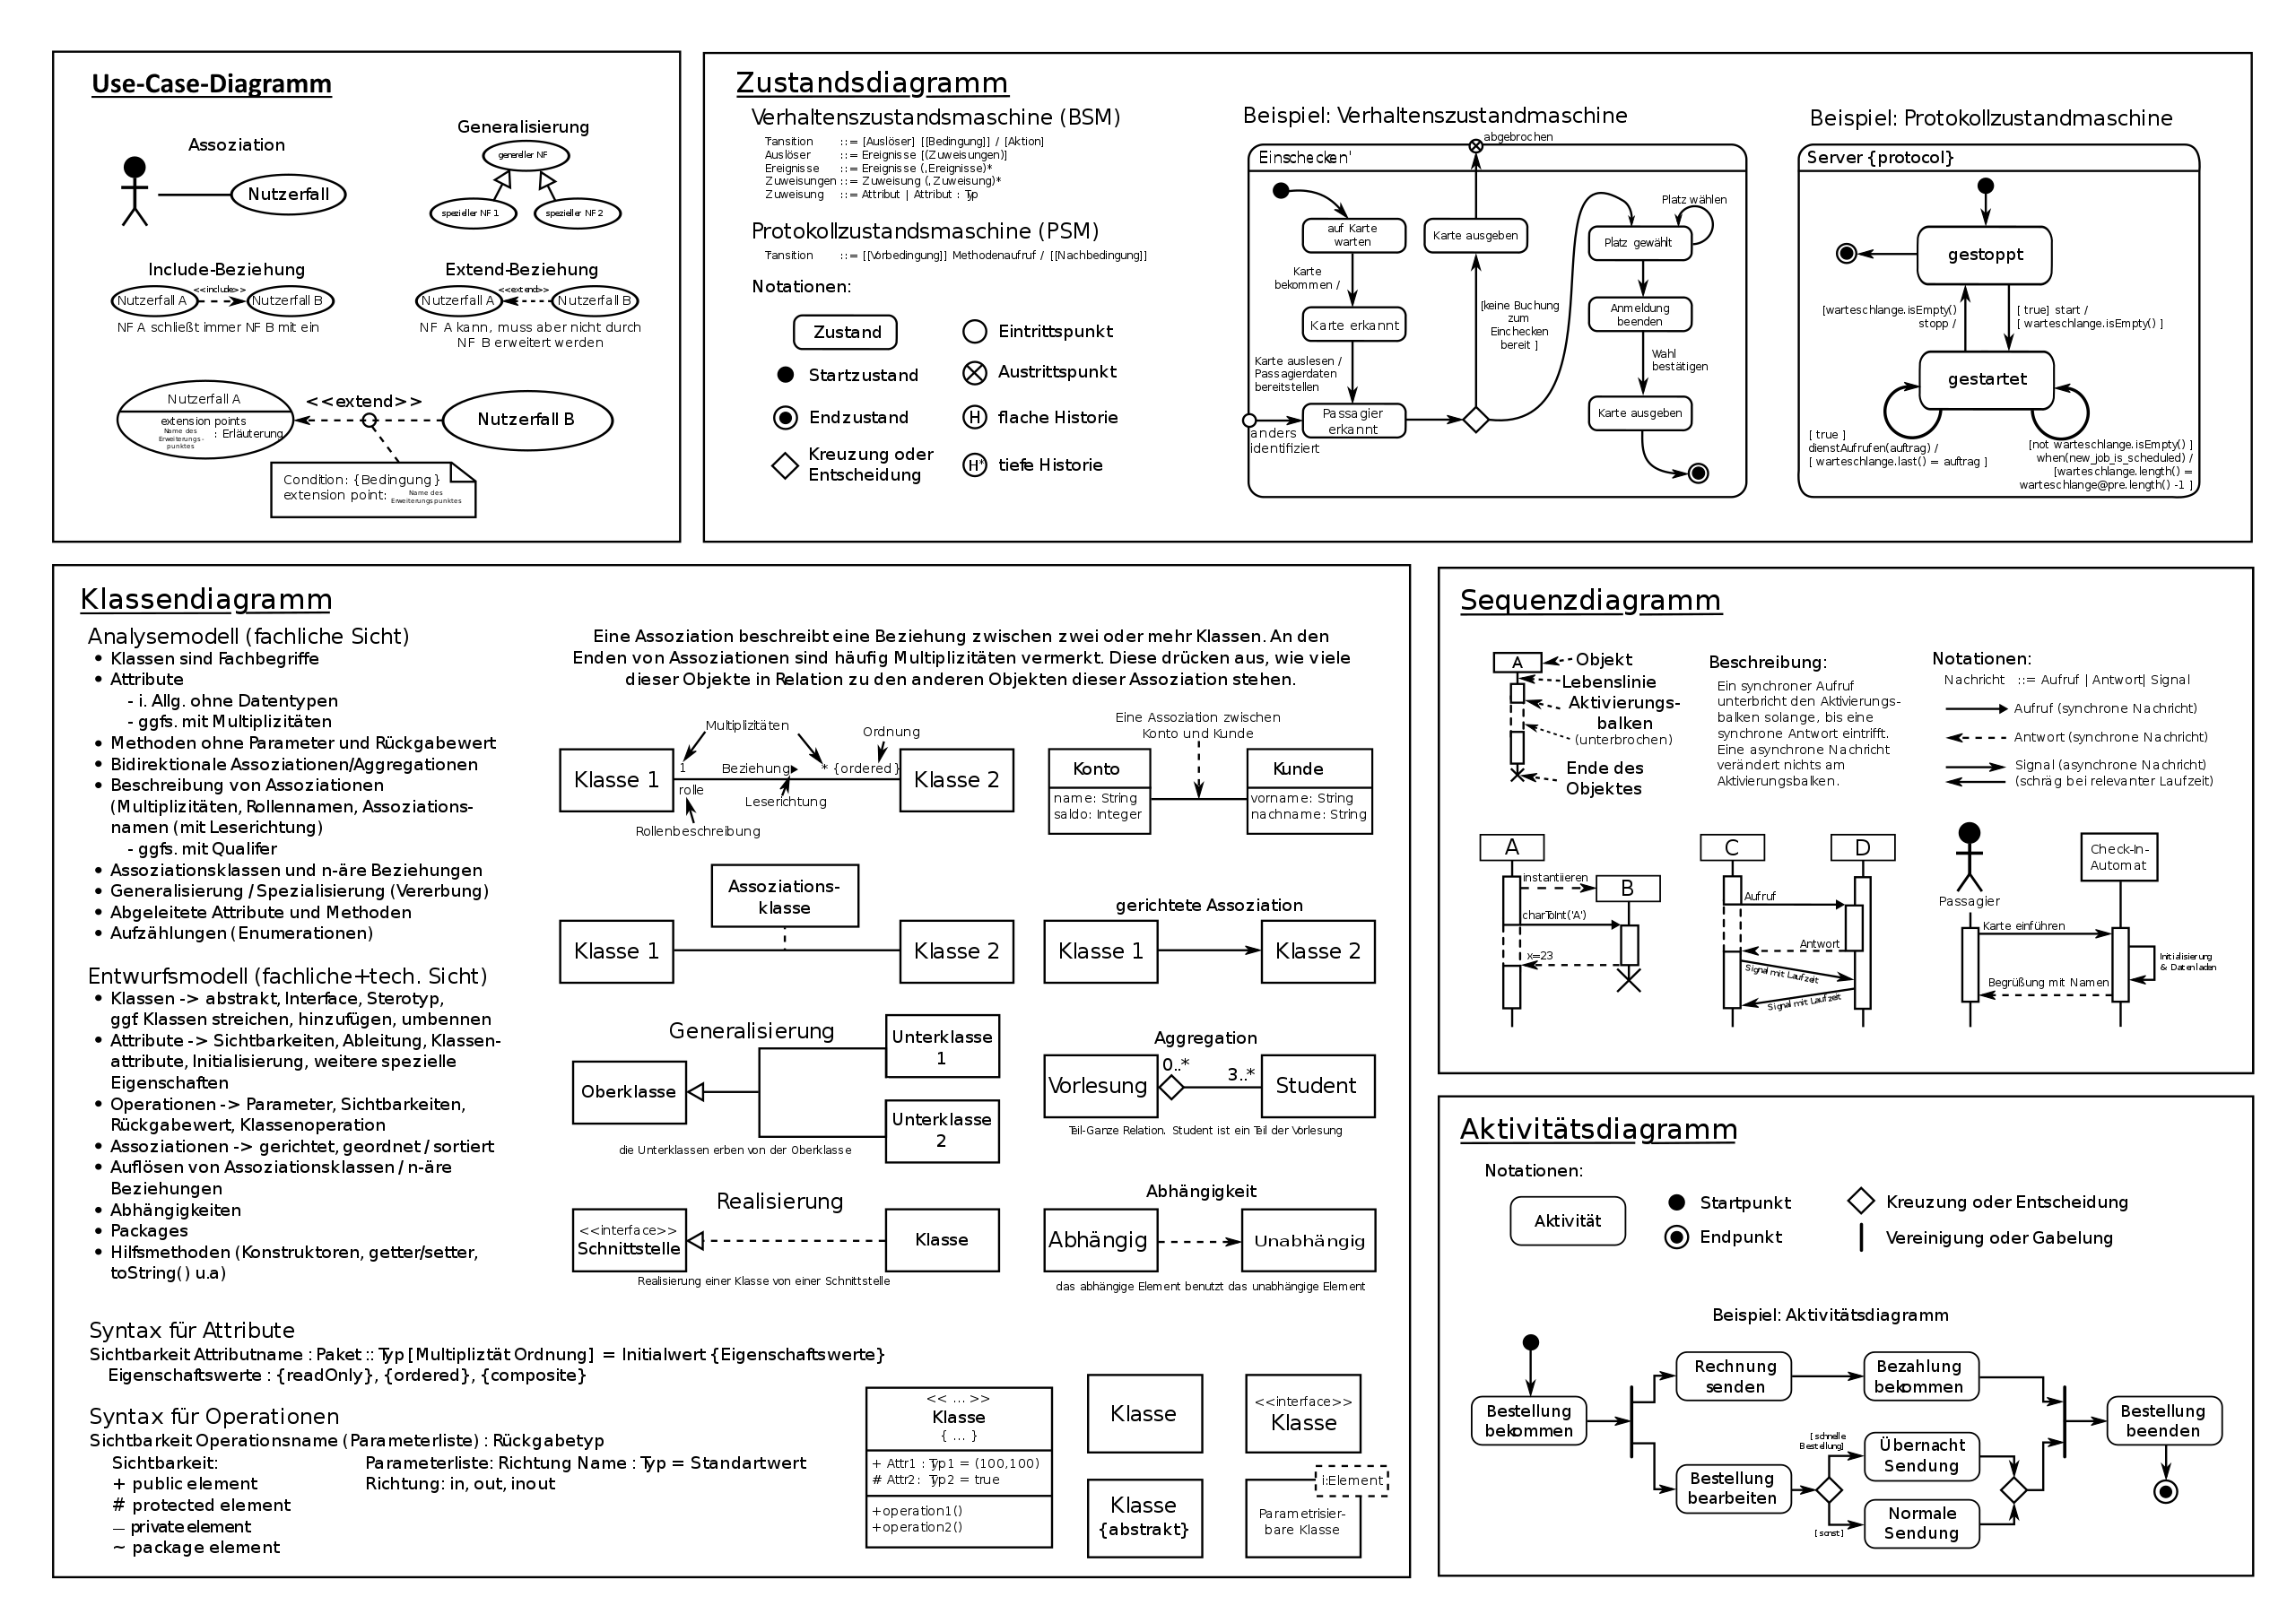 Use-Case-Diagramm
Assoziation
Nutzerfall
Generalisierung
genereller NF
spezieller NF 1
spezieller NF 2
Include-Beziehung
Nutzerfall A
<<include>>
Nutzerfall B
NF A schließt immer NF B mit ein
Extend-Beziehung
Nutzerfall A
<<extend>>
Nutzerfall B
NF A kann, muss aber nicht durch
NF B erweitert werden
Nutzerfall A
extension points
Name des
Erweiterungs-
punktes
: Erläuterung
<<extend>>
Nutzerfall B
Condition: {Bedingung}
extension point:
Name des
Erweiterungspunktes
Zustandsdiagramm
Verhaltenszustandsmaschine (BSM)
Transition ::= [Auslöser] [[Bedingung]] / [Aktion]
Auslöser ::= Ereignisse [(Zuweisungen)]
Ereignisse ::= Ereignisse (,Ereignisse)*
Zuweisungen ::= Zuweisung (,Zuweisung)*
Zuweisung ::= Attribut | Attribut : Typ
Protokollzustandsmaschine (PSM)
Transition ::= [[Vorbedingung]] Methodenaufruf / [[Nachbedingung]]
Notationen:
Zustand
Startzustand
Endzustand
Kreuzung oder
Entscheidung
Eintrittspunkt
Austrittspunkt
H flache Historie
H* tiefe Historie
Beispiel: Verhaltenszustandmaschine
abgebrochen
Einschecken'
auf Karte
warten
Karte
bekommen /
Karte erkannt
Karte auslesen /
Passagierdaten
bereitstellen
Passagier
erkannt
anders
identifiziert
Karte ausgeben
[keine Buchung
zum
Einchecken
bereit ]
Platz wählen
Platz gewählt
Anmeldung
beenden
Wahl
bestätigen
Karte ausgeben
Beispiel: Protokollzustandmaschine
Server {protocol}
gestoppt
[warteschlange.isEmpty()
stopp /
[ true] start /
[ warteschlange.isEmpty() ]
gestartet
[ true ]
dienstAufrufen(auftrag) /
[ warteschlange.last() = auftrag ]
[not warteschlange.isEmpty() ]
when(new_job_is_scheduled) /
[warteschlange.length() =
warteschlange@pre.length() -1 ]
Klassendiagramm
Analysemodell (fachliche Sicht)
• Klassen sind Fachbegriffe
• Attribute
- i. Allg. ohne Datentypen
- ggfs. mit Multiplizitäten
• Methoden ohne Parameter und Rückgabewert
• Bidirektionale Assoziationen/Aggregationen
• Beschreibung von Assoziationen
(Multiplizitäten, Rollennamen, Assoziations-
namen (mit Leserichtung)
- ggfs. mit Qualifer
• Assoziationsklassen und n-äre Beziehungen
• Generalisierung / Spezialisierung (Vererbung)
• Abgeleitete Attribute und Methoden
• Aufzählungen (Enumerationen)
Entwurfsmodell (fachliche+tech. Sicht)
• Klassen -> abstrakt, Interface, Sterotyp,
ggf. Klassen streichen, hinzufügen, umbennen
• Attribute -> Sichtbarkeiten, Ableitung, Klassen-
attribute, Initialisierung, weitere spezielle
Eigenschaften
• Operationen -> Parameter, Sichtbarkeiten,
Rückgabewert, Klassenoperation
• Assoziationen -> gerichtet, geordnet / sortiert
• Auflösen von Assoziationsklassen / n-äre
Beziehungen
• Abhängigkeiten
• Packages
• Hilfsmethoden (Konstruktoren, getter/setter,
toString() u.a)
Eine Assoziation beschreibt eine Beziehung zwischen zwei oder mehr Klassen. An den
Enden von Assoziationen sind häufig Multiplizitäten vermerkt. Diese drücken aus, wie viele
dieser Objekte in Relation zu den anderen Objekten dieser Assoziation stehen.
Multiplizitäten
Ordnung
Klasse 1
1
Beziehung
* {ordered}
Klasse 2
rolle
Leserichtung
Rollenbeschreibung
Eine Assoziation zwischen
Konto und Kunde
Konto
name: String
saldo: Integer
Kunde
vorname: String
nachname: String
Assoziations-
klasse
Klasse 1
Klasse 2
gerichtete Assoziation
Klasse 1
Klasse 2
Generalisierung
Oberklasse
Unterklasse
1
Unterklasse
2
die Unterklassen erben von der Oberklasse
Aggregation
Vorlesung
0..*
3..*
Student
Teil-Ganze Relation. Student ist ein Teil der Vorlesung
Realisierung
<<interface>>
Schnittstelle
Klasse
Realisierung einer Klasse von einer Schnittstelle
Abhängigkeit
Abhängig
Unabhängig
das abhängige Element benutzt das unabhängige Element
Syntax für Attribute
Sichtbarkeit Attributname : Paket :: Typ [Multipliztät Ordnung] = Initialwert {Eigenschaftswerte}
Eigenschaftswerte : {readOnly}, {ordered}, {composite}
Syntax für Operationen
Sichtbarkeit Operationsname (Parameterliste) : Rückgabetyp
Sichtbarkeit:
+ public element
# protected element
– private element
~ package element
Parameterliste: Richtung Name : Typ = Standartwert
Richtung: in, out, inout
<< ... >>
Klasse
{ ... }
+ Attr1 : Typ1 = (100,100)
# Attr2: Typ2 = true
+operation1()
+operation2()
Klasse
<<interface>>
Klasse
Klasse
{abstrakt}
i:Element
Parametrisier-
bare Klasse
Sequenzdiagramm
A
Objekt
Lebenslinie
Aktivierungs-
balken
(unterbrochen)
Ende des
Objektes
Beschreibung:
Ein synchroner Aufruf
unterbricht den Aktivierungs-
balken solange, bis eine
synchrone Antwort eintrifft.
Eine asynchrone Nachricht
verändert nichts am
Aktivierungsbalken.
Notationen:
Nachricht ::= Aufruf | Antwort| Signal
Aufruf (synchrone Nachricht)
Antwort (synchrone Nachricht)
Signal (asynchrone Nachricht)
(schräg bei relevanter Laufzeit)
A
instantiieren
B
charToInt('A')
x=23
C
D
Aufruf
Antwort
Signal mit Laufzeit
Signal mit Laufzeit
Passagier
Check-In-
Automat
Karte einführen
Initialisierung
& Daten laden
Begrüßung mit Namen
Aktivitätsdiagramm
Notationen:
Aktivität
Startpunkt
Endpunkt
Kreuzung oder Entscheidung
Vereinigung oder Gabelung
Beispiel: Aktivitätsdiagramm
Bestellung
bekommen
Rechnung
senden
Bezahlung
bekommen
Bestellung
bearbeiten
[ schnelle
Bestellung]
Übernacht
Sendung
[ sonst]
Normale
Sendung
Bestellung
beenden